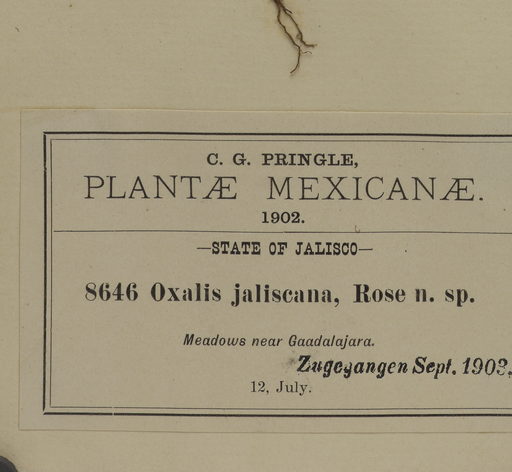 C. G. PRINGLE,
PLANTÆ MEXICANÆ.
1902.
—STATE OF JALISCO—
8646 Oxalis jaliscana, Rose n. sp.
Meadows near Gaadalajara.
Zugegangen Sept. 1903.
12, July.